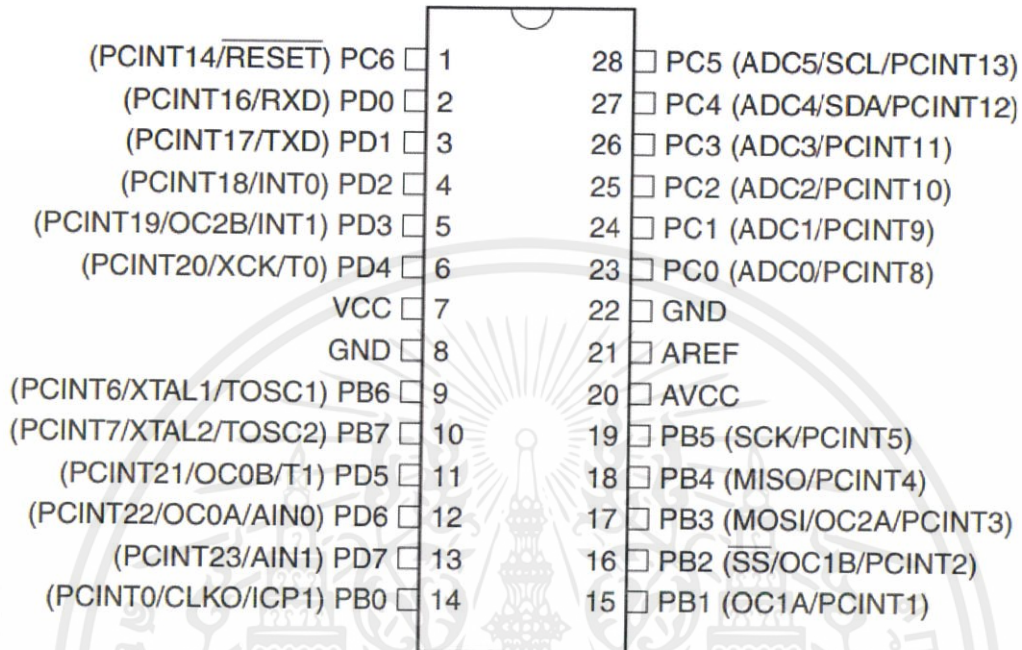 (PCINT14/RESET) PC6 1
(PCINT16/RXD) PD0 2
(PCINT17/TXD) PD1 3
(PCINT18/INT0) PD2 4
(PCINT19/OC2B/INT1) PD3 5
(PCINT20/XCK/T0) PD4 6
VCC 7
GND 8
(PCINT6/XTAL1/TOSC1) PB6 9
(PCINT7/XTAL2/TOSC2) PB7 10
(PCINT21/OC0B/T1) PD5 11
(PCINT22/OC0A/AIN0) PD6 12
(PCINT23/AIN1) PD7 13
(PCINT0/CLKO/ICP1) PB0 14
28 PC5 (ADC5/SCL/PCINT13)
27 PC4 (ADC4/SDA/PCINT12)
26 PC3 (ADC3/PCINT11)
25 PC2 (ADC2/PCINT10)
24 PC1 (ADC1/PCINT9)
23 PC0 (ADC0/PCINT8)
22 GND
21 AREF
20 AVCC
19 PB5 (SCK/PCINT5)
18 PB4 (MISO/PCINT4)
17 PB3 (MOSI/OC2A/PCINT3)
16 PB2 (SS/OC1B/PCINT2)
15 PB1 (OC1A/PCINT1)